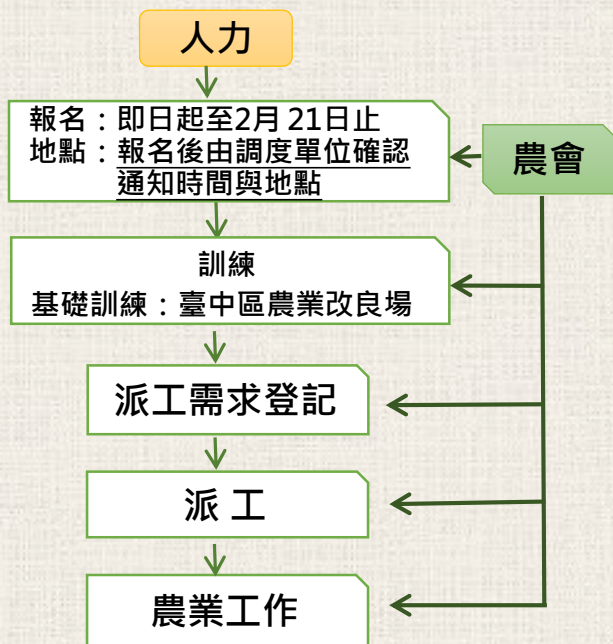 人力
報名：即日起至2月 21日止
地點：報名後由調度單位確認
通知時間與地點
農會
訓練
基礎訓練：臺中區農業改良場
派工需求登記
派 工
農業工作